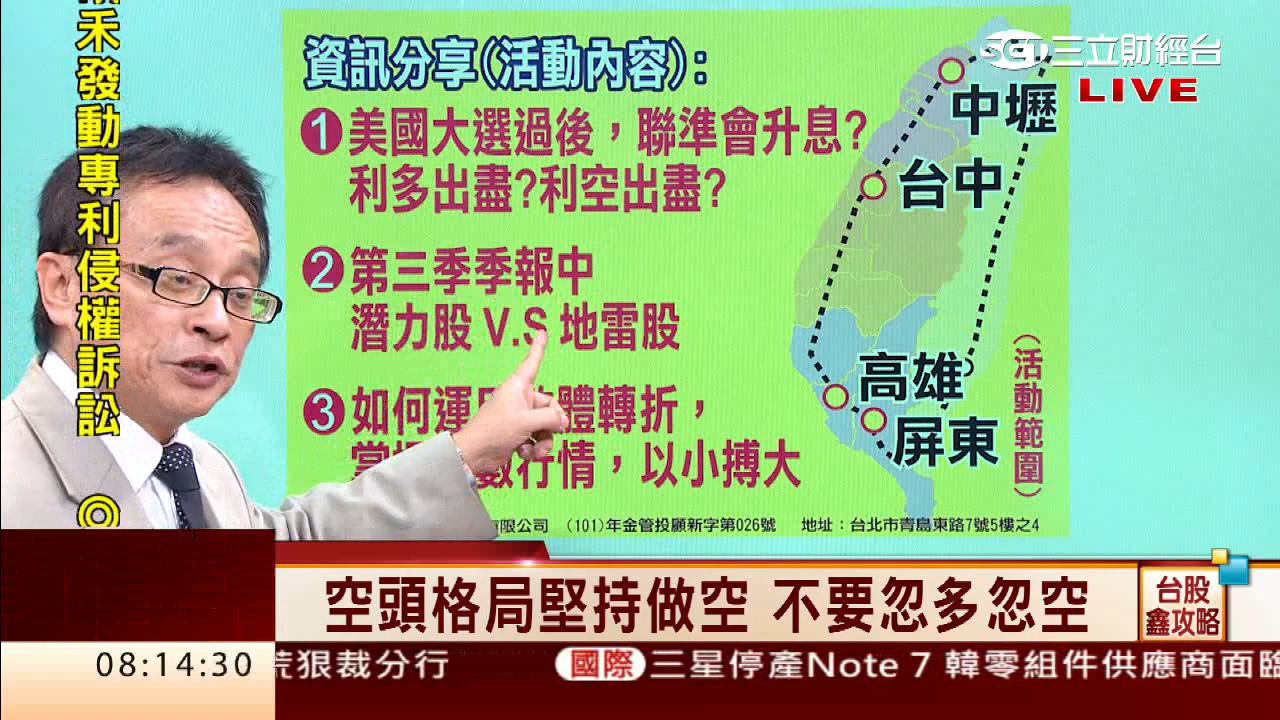 禾發動專利侵權訴訟 ◎
資訊分享(活動內容):
1 美國大選過後,聯準會升息?
利多出盡?利空出盡?
2 第三季季報中
潛力股 V.S 地雷股
3 如何運 體轉折,
數行情,以小搏大
有限公司 (101)年金管投顧新字第026號 地址:台北市青島東路7號5樓之4
中壢
台中
高雄
屏東
(活動範圍)
SET 三立財經台
LIVE
空頭格局堅持做空 不要忽多忽空
台股
鑫攻略
08:14:30
狠裁分行 國際 三星停產Note 7 韓零組件供應商面臨